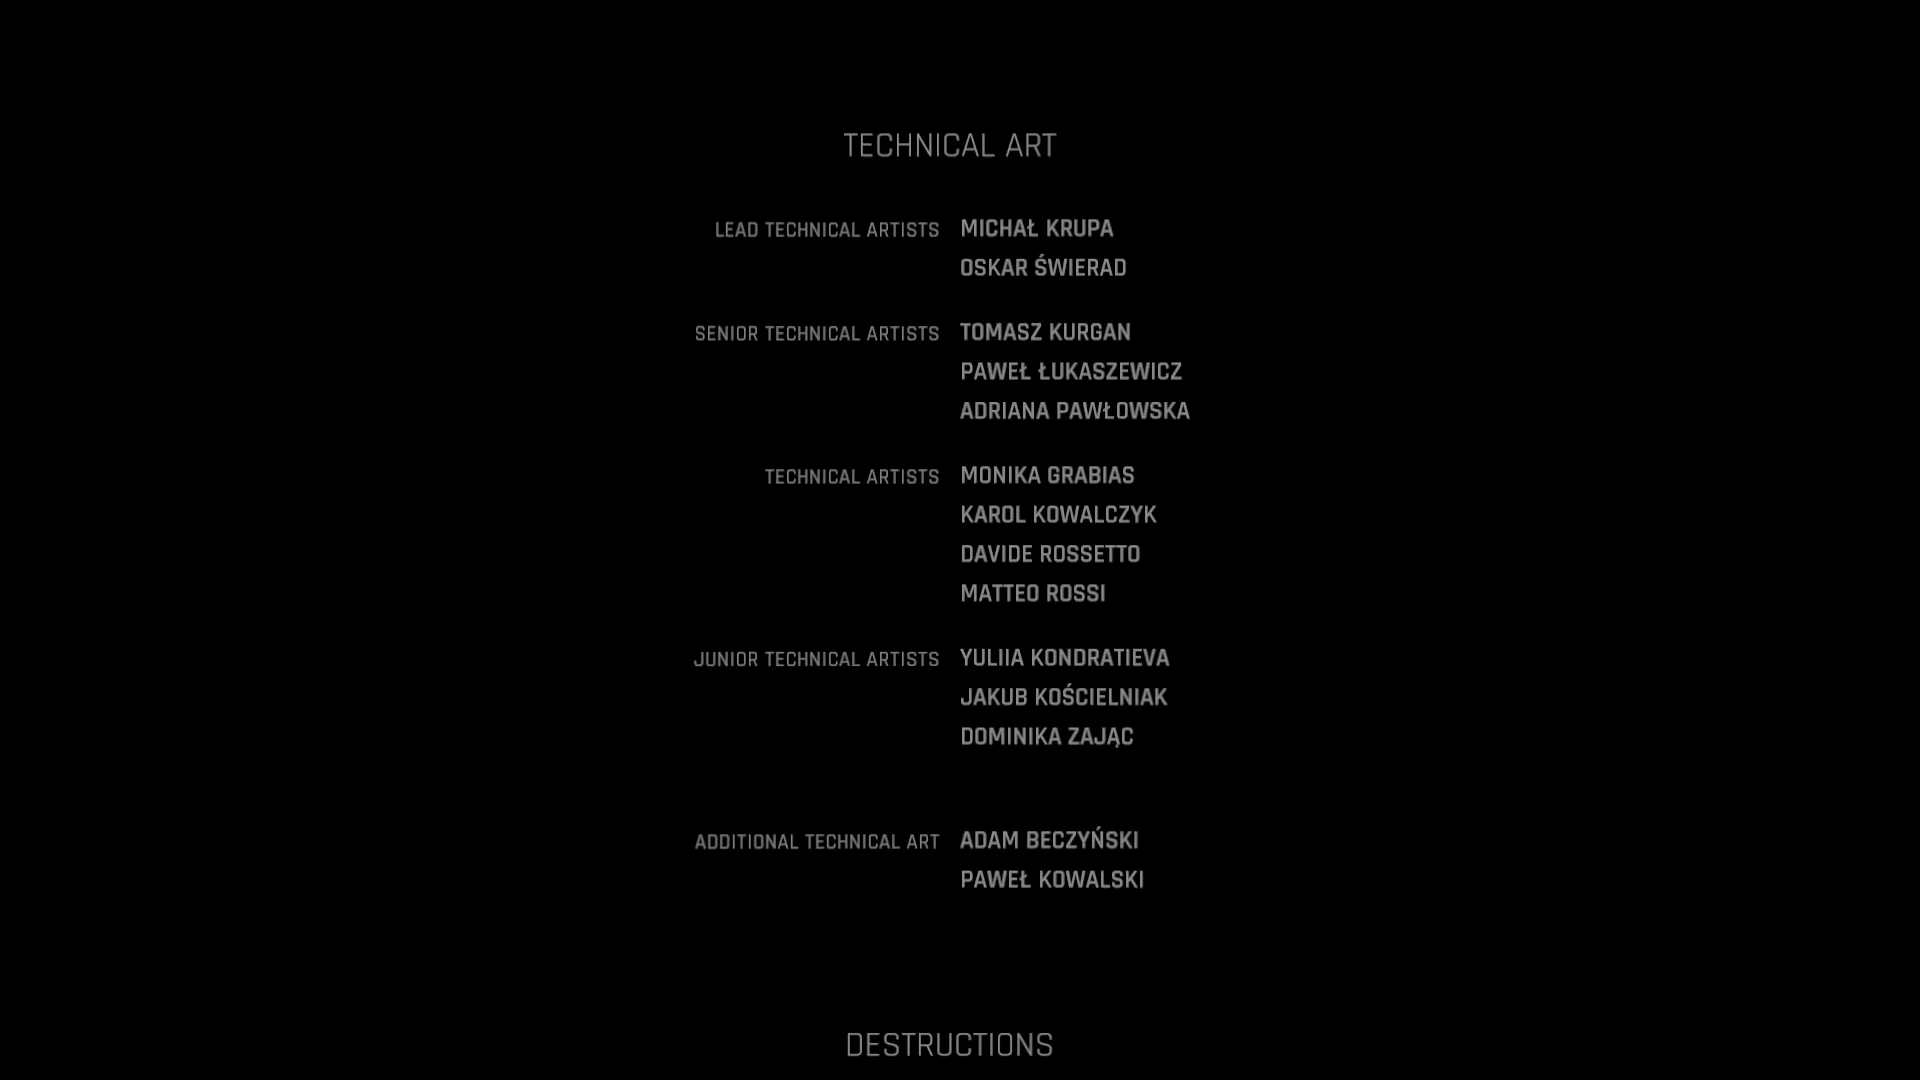 TECHNICAL ART
LEAD TECHNICAL ARTISTS MICHAŁ KRUPA
OSKAR ŚWIERAD
SENIOR TECHNICAL ARTISTS TOMASZ KURGAN
PAWEŁ ŁUKASZEWICZ
ADRIANA PAWŁOWSKA
TECHNICAL ARTISTS MONIKA GRABIAS
KAROL KOWALCZYK
DAVIDE ROSSETTO
MATTEO ROSSI
JUNIOR TECHNICAL ARTISTS YULIIA KONDRATIEVA
JAKUB KOŚCIELNIAK
DOMINIKA ZAJĄC
ADDITIONAL TECHNICAL ART ADAM BECZYŃSKI
PAWEŁ KOWALSKI
DESTRUCTIONS